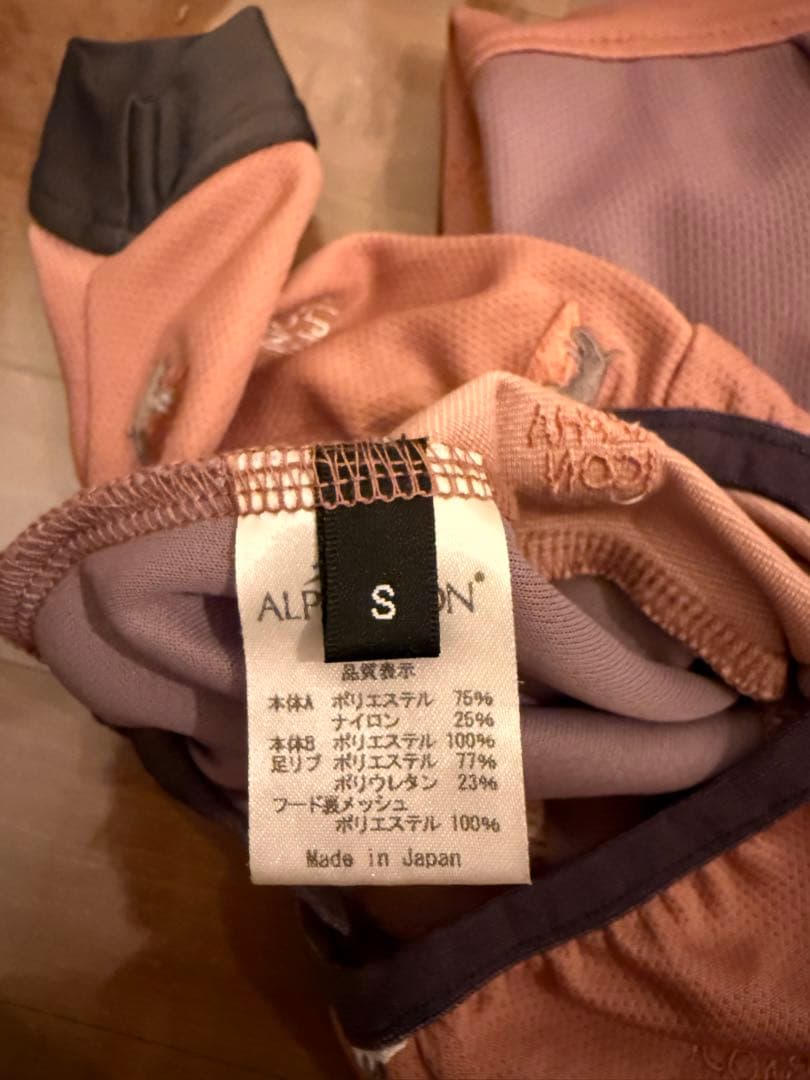 S
品質表示
本体A ポリエステル 75%
ナイロン 25%
本体B ポリエステル 100%
足リブ ポリエステル 77%
ポリウレタン 23%
フード裏メッシュ
ポリエステル 100%
Made in Japan